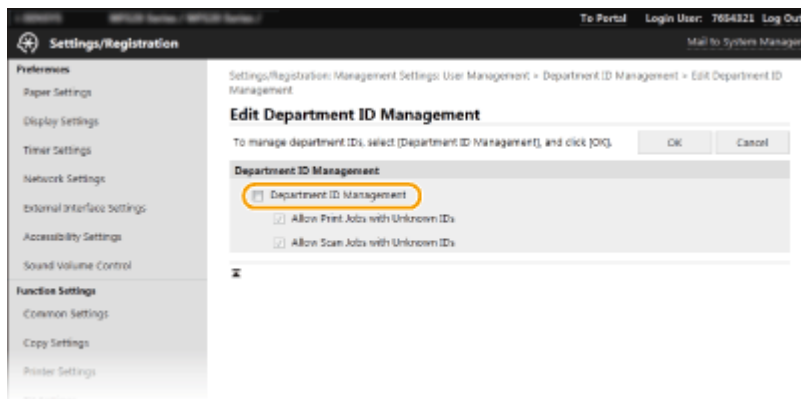 To Portal Login User: 7654321 Log Out
Settings/Registration
Mail to System Manager
Preferences
Paper Settings
Display Settings
Timer Settings
Network Settings
External Interface Settings
Accessibility Settings
Sound Volume Control
Function Settings
Common Settings
Copy Settings
Printer Settings
Settings/Registration: Management Settings: User Management > Department ID Management > Edit Department ID
Management
Edit Department ID Management
To manage department IDs, select [Department ID Management], and click [OK].
OK
Cancel
Department ID Management
Department ID Management
Allow Print Jobs with Unknown IDs
Allow Scan Jobs with Unknown IDs